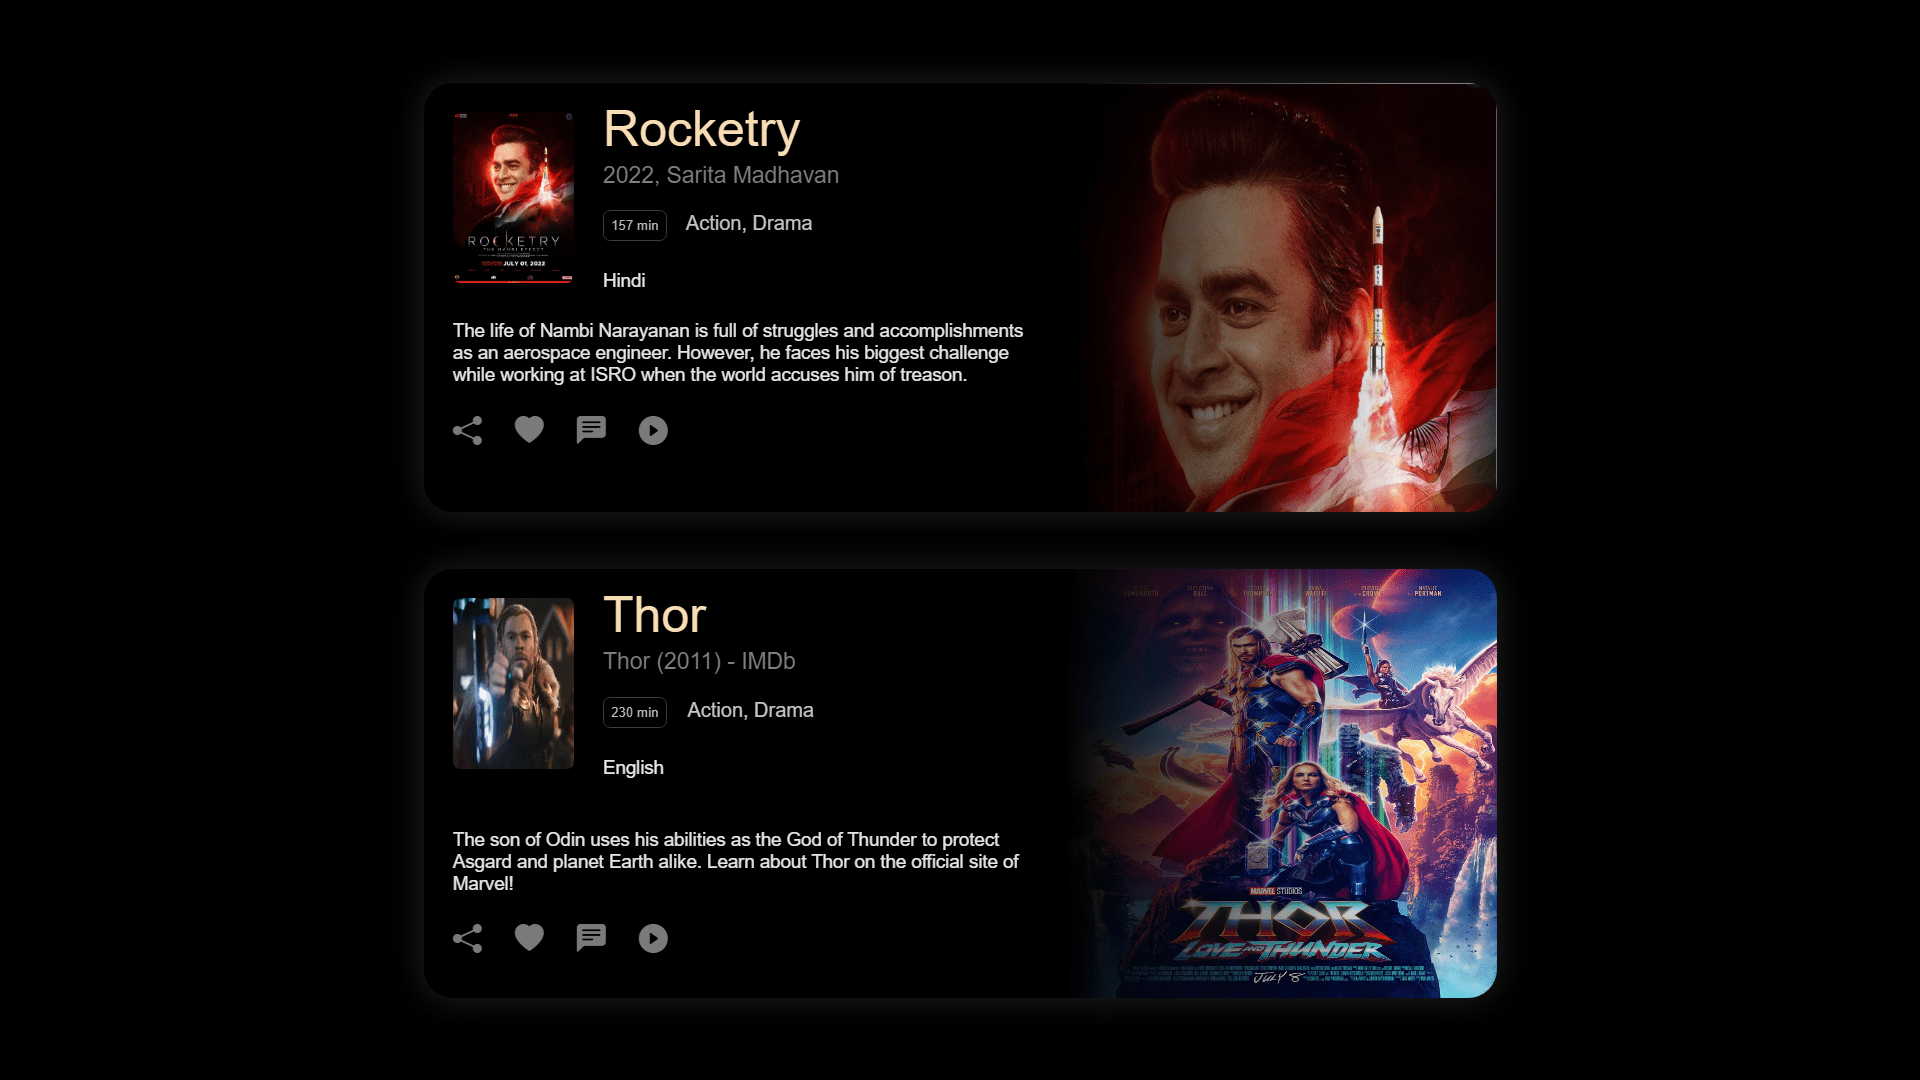 Rocketry
2022, Sarita Madhavan
157 min
Action, Drama
Hindi
ROCKETRY
THE NAMBI EFFECT
JULY 01, 2022
The life of Nambi Narayanan is full of struggles and accomplishments
as an aerospace engineer. However, he faces his biggest challenge
while working at ISRO when the world accuses him of treason.
Thor
Thor (2011) - IMDb
230 min
Action, Drama
English
The son of Odin uses his abilities as the God of Thunder to protect
Asgard and planet Earth alike. Learn about Thor on the official site of
Marvel!
PORTMAN
MARVEL STUDIOS
THOR
LOVE AND THUNDER
JULY 8